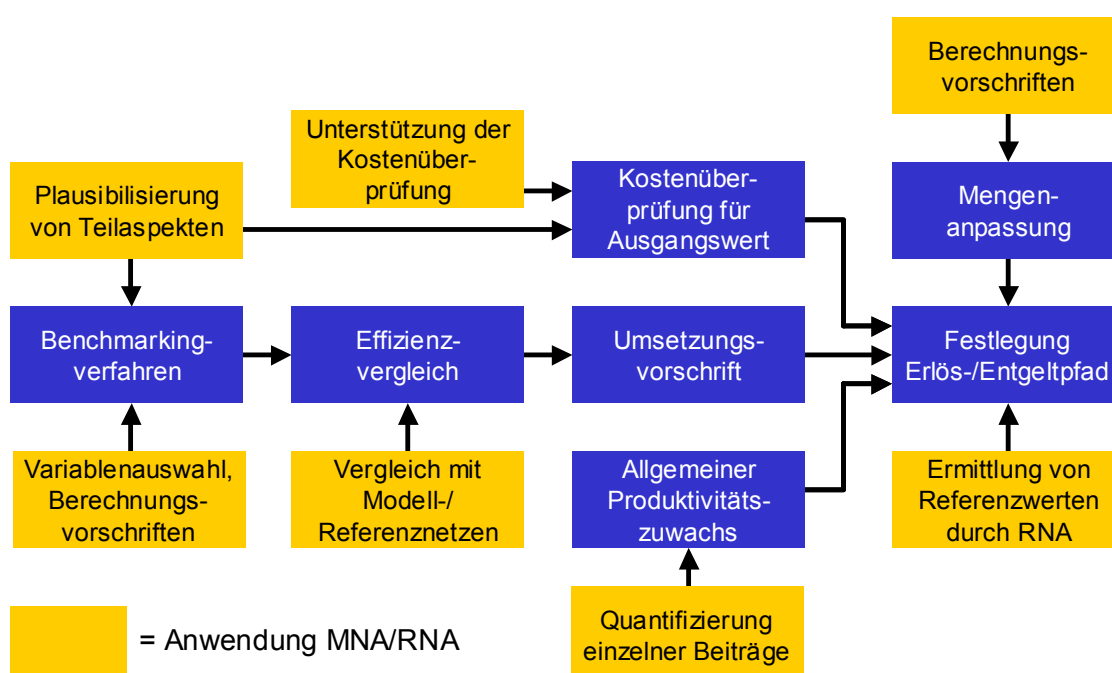 Berechnungs-
vorschriften
Unterstützung der
Kostenüber-
prüfung
Plausibilisierung
von Teilaspekten
Kostenüber-
prüfung für
Ausgangswert
Mengen-
anpassung
Benchmarking-
verfahren
Effizienz-
vergleich
Umsetzungs-
vorschrift
Festlegung
Erlös-/Entgeltpfad
Variablenauswahl,
Berechnungs-
vorschriften
Vergleich mit
Modell-/
Referenznetzen
Allgemeiner
Produktivitäts-
zuwachs
Ermittlung von
Referenzwerten
durch RNA
Quantifizierung
einzelner Beiträge
= Anwendung MNA/RNA